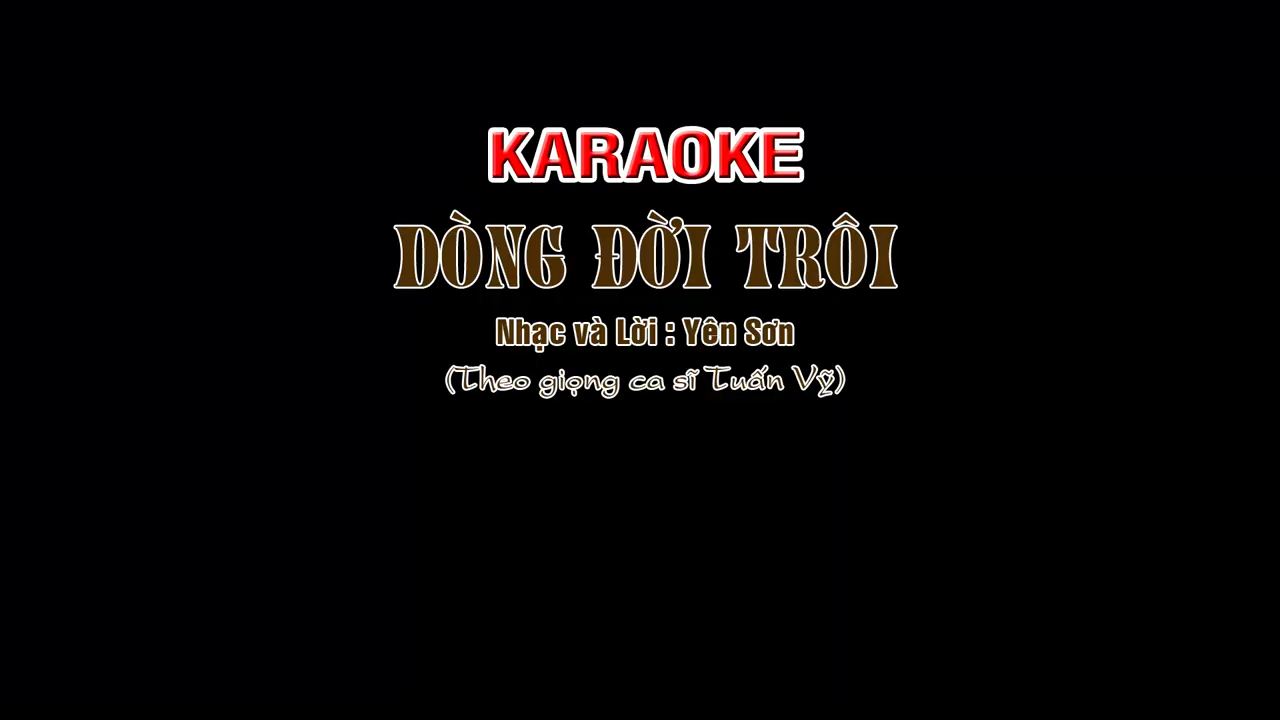 KARAOKE
DÒNG ĐỜI TRÔI
Nhạc và Lời : Yên Sơn
(Theo giọng ca sĩ Tuấn Vỹ)